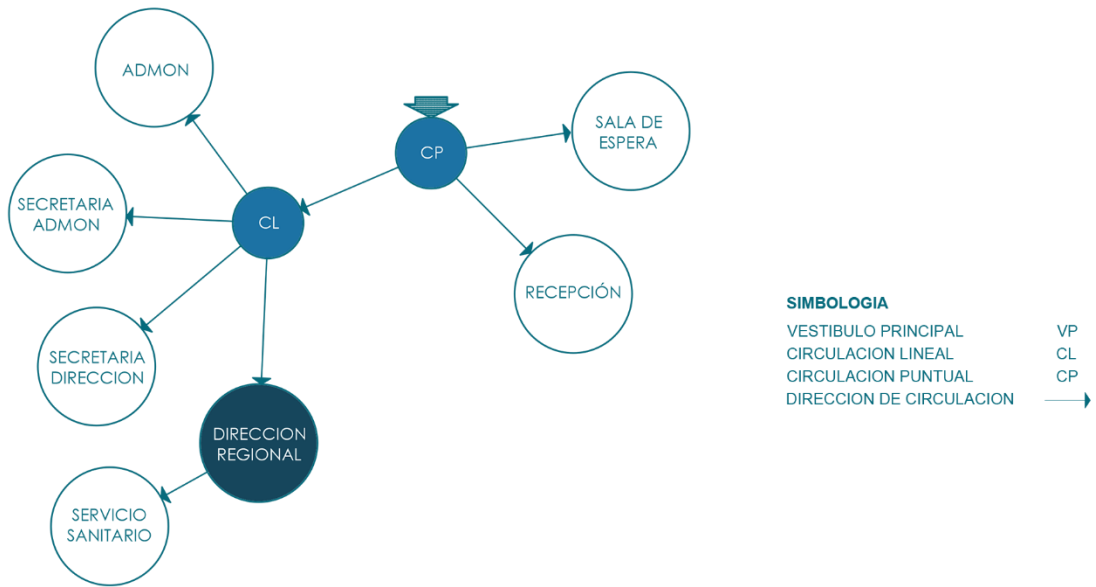 ADMON
SALA DE
ESPERA
CP
SECRETARIA
ADMON
CL
RECEPCIÓN
SECRETARIA
DIRECCION
DIRECCION
REGIONAL
SERVICIO
SANITARIO
SIMBOLOGIA
VESTIBULO PRINCIPAL VP
CIRCULACION LINEAL CL
CIRCULACION PUNTUAL CP
DIRECCION DE CIRCULACION